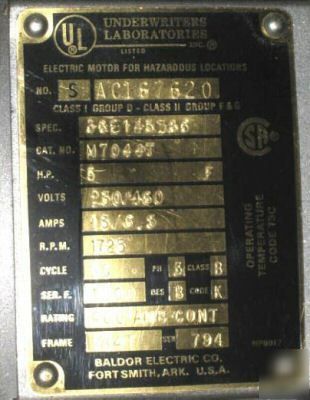 UL
UNDERWRITERS
LABORATORIES
LISTED INC.®
ELECTRIC MOTOR FOR HAZARDOUS LOCATIONS
NO. S AC167620
CLASS I GROUP D - CLASS II GROUP F & G
SPEC.
CAT. NO. M7044T
H.P. 5
VOLTS 230/460
AMPS
R.P.M. 1725
CYCLE PH 3 CLASS B
SER. F. DES B CODE K
RATING CONT
FRAME SER. 794
BALDOR ELECTRIC CO.
FORT SMITH, ARK. U.S.A.
OPERATING
TEMPERATURE
CODE T3C